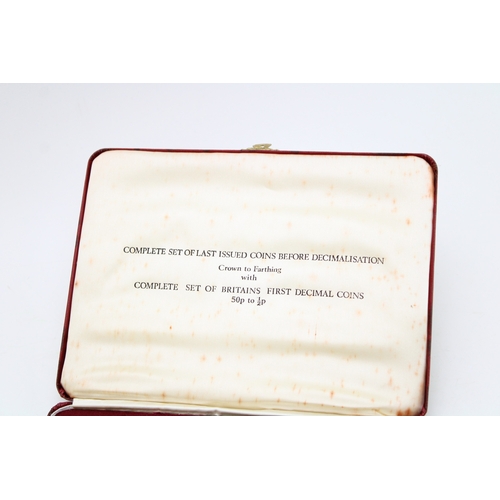 COMPLETE SET OF LAST ISSUED COINS BEFORE DECIMALISATION
Crown to Farthing
with
COMPLETE SET OF BRITAINS FIRST DECIMAL COINS
50p to ½p